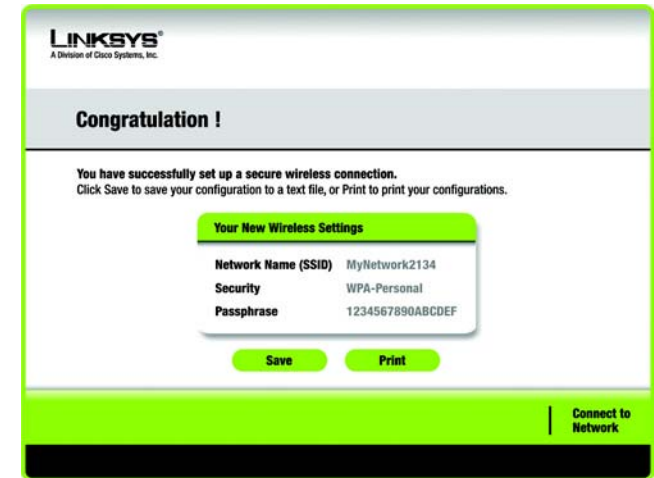 LINKSYS®
A Division of Cisco Systems, Inc.
Congratulation !
You have successfully set up a secure wireless connection.
Click Save to save your configuration to a text file, or Print to print your configurations.
Your New Wireless Settings
Network Name (SSID) MyNetwork2134
Security WPA-Personal
Passphrase 1234567890ABCDEF
Save Print
Connect to
Network